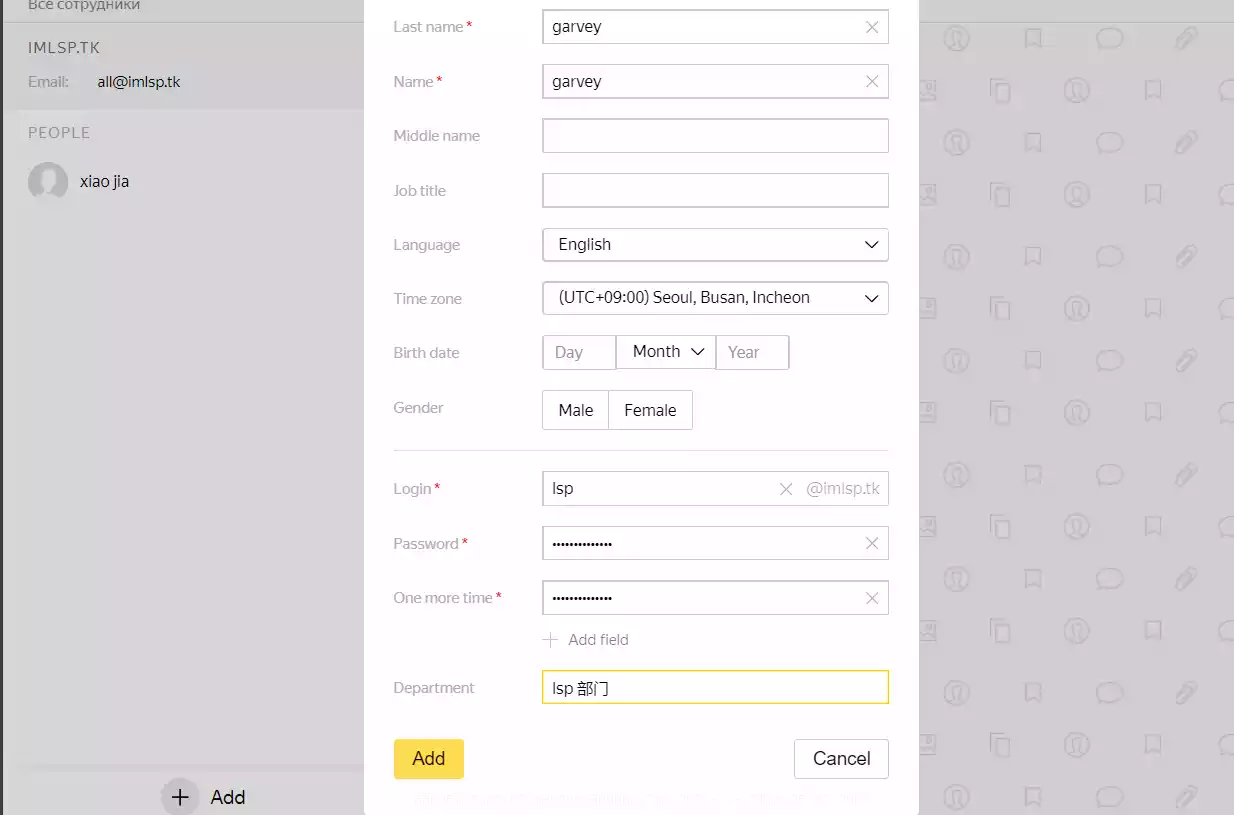 Все сотрудники
IMLSP.TK
Email: all@imlsp.tk
PEOPLE
xiao jia
Add
Last name * garvey
Name * garvey
Middle name
Job title
Language English
Time zone (UTC+09:00) Seoul, Busan, Incheon
Birth date Day Month Year
Gender Male Female
Login * lsp @imlsp.tk
Password * ••••••••••••••
One more time * ••••••••••••••
Add field
Department lsp 部门
Add Cancel